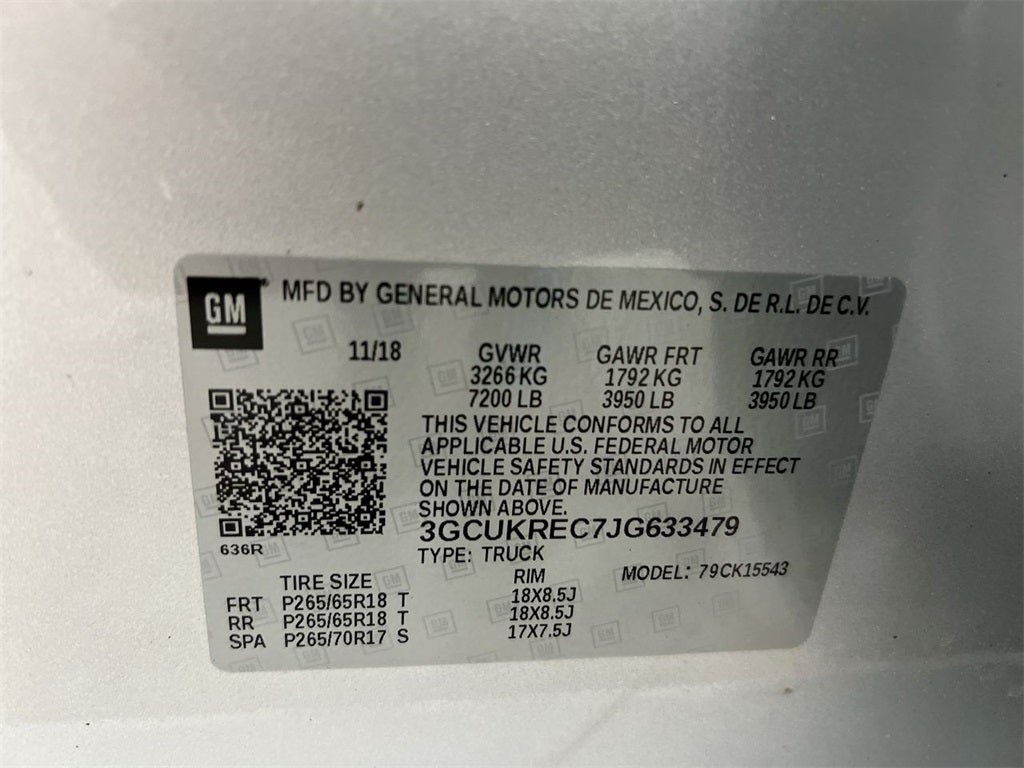 GM MFD BY GENERAL MOTORS DE MEXICO, S. DE R.L. DE C.V.
11/18 GVWR GAWR FRT GAWR RR
3266 KG 1792 KG 1792 KG
7200 LB 3950 LB 3950 LB
THIS VEHICLE CONFORMS TO ALL
APPLICABLE U.S. FEDERAL MOTOR
VEHICLE SAFETY STANDARDS IN EFFECT
ON THE DATE OF MANUFACTURE
SHOWN ABOVE.
3GCUKREC7JG633479
636R
TYPE: TRUCK
TIRE SIZE RIM MODEL: 79CK15543
FRT P265/65R18 T 18X8.5J
RR P265/65R18 T 18X8.5J
SPA P265/70R17 S 17X7.5J